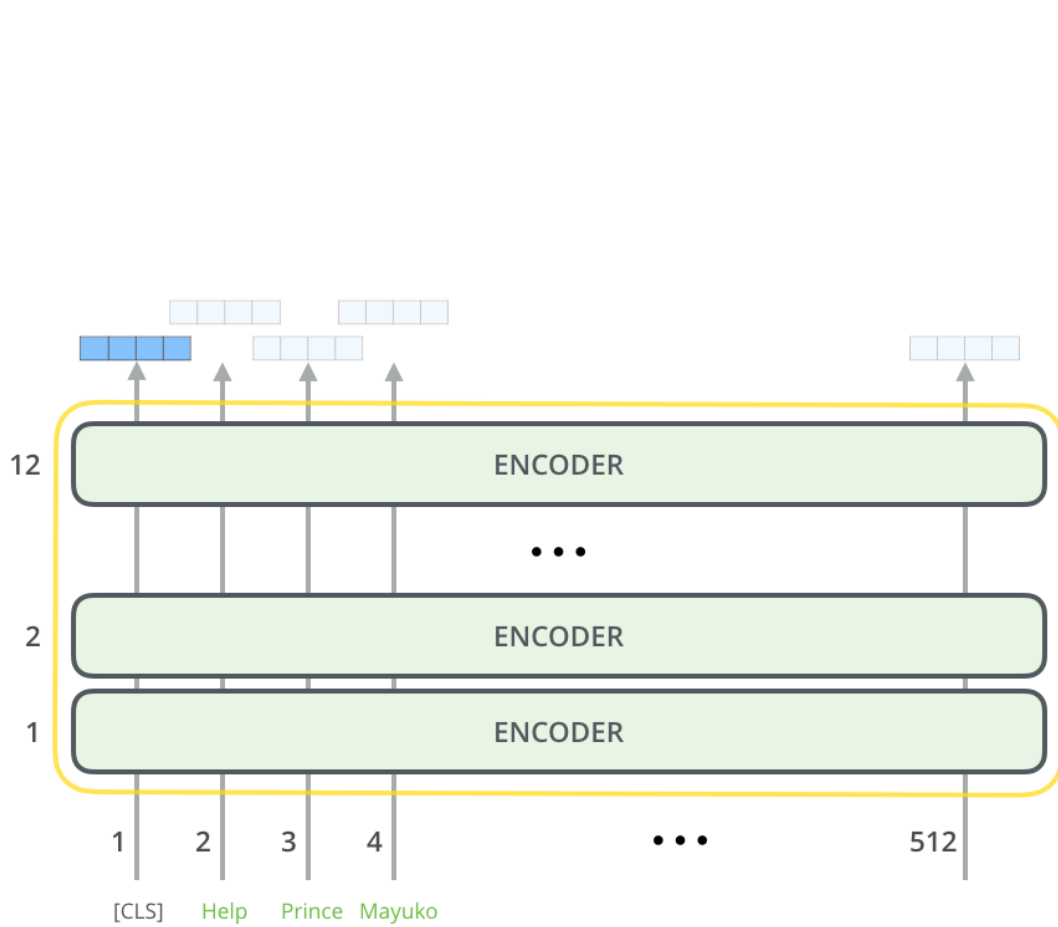 12 ENCODER
...
2 ENCODER
1 ENCODER
1 2 3 4 ... 512
[CLS] Help Prince Mayuko